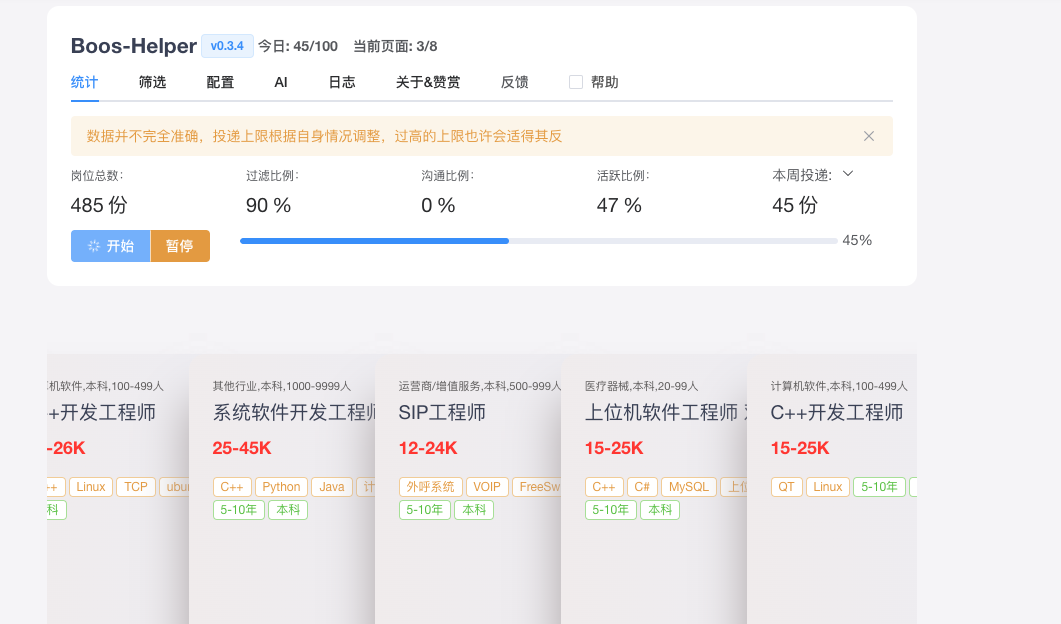 Boos-Helper v0.3.4 今日: 45/100 当前页面: 3/8
统计 筛选 配置 AI 日志 关于&赞赏 反馈 帮助
数据并不完全准确，投递上限根据自身情况调整，过高的上限也许会适得其反
岗位总数: 过滤比例: 沟通比例: 活跃比例: 本周投递:
485 份 90 % 0 % 47 % 45 份
开始 暂停 45%
机软件,本科,100-499人 其他行业,本科,1000-9999人 运营商/增值服务,本科,500-999人 医疗器械,本科,20-99人 计算机软件,本科,100-499人
+开发工程师 系统软件开发工程师 SIP工程师 上位机软件工程师 C++开发工程师
-26K 25-45K 12-24K 15-25K 15-25K
++ Linux TCP ubu C++ Python Java 计 外呼系统 VOIP FreeSw C++ C# MySQL 上位 QT Linux 5-10年
科 5-10年 本科 5-10年 本科 5-10年 本科